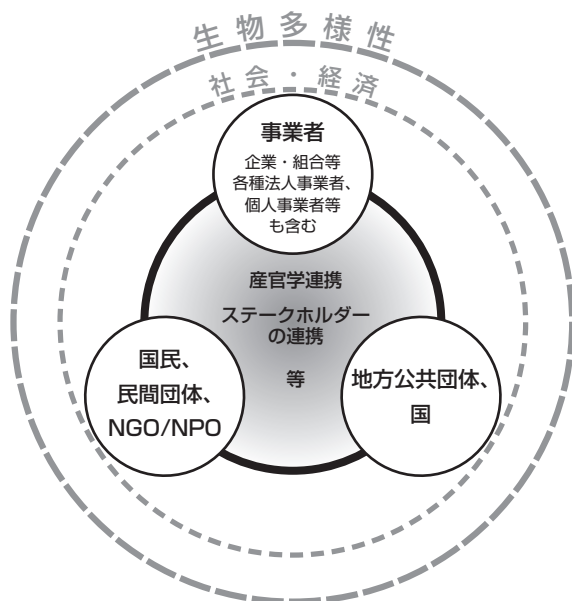 生物多様性
社会・経済
事業者
企業・組合等
各種法人事業者、
個人事業者等
も含む
産官学連携
ステークホルダー
の連携
等
国民、
民間団体、
NGO/NPO
地方公共団体、
国